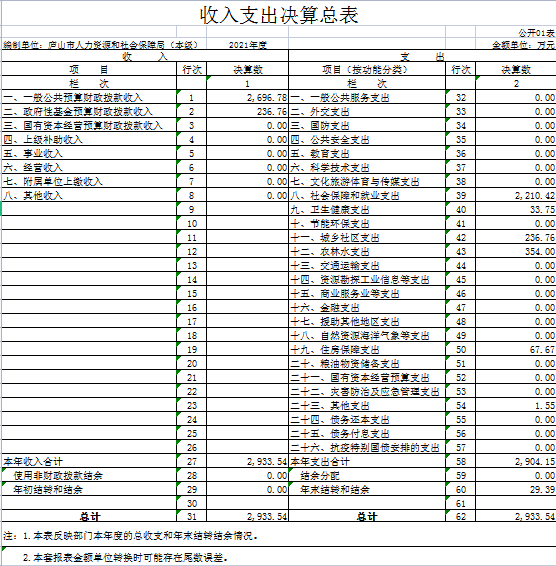 收入支出决算总表
公开01表
编制单位：庐山市人力资源和社会保障局（本级） 2021年度 金额单位：万元
收 入 支 出
项 目 行次 决算数 项目（按功能分类） 行次 决算数
栏 次 1 栏 次 2
一、一般公共预算财政拨款收入 1 2,696.78 一、一般公共服务支出 32 0.00
二、政府性基金预算财政拨款收入 2 236.76 二、外交支出 33 0.00
三、国有资本经营预算财政拨款收入 3 0.00 三、国防支出 34 0.00
四、上级补助收入 4 0.00 四、公共安全支出 35 0.00
五、事业收入 5 0.00 五、教育支出 36 0.00
六、经营收入 6 0.00 六、科学技术支出 37 0.00
七、附属单位上缴收入 7 0.00 七、文化旅游体育与传媒支出 38 0.00
八、其他收入 8 0.00 八、社会保障和就业支出 39 2,210.42
9 九、卫生健康支出 40 33.75
10 十、节能环保支出 41 0.00
11 十一、城乡社区支出 42 236.76
12 十二、农林水支出 43 354.00
13 十三、交通运输支出 44 0.00
14 十四、资源勘探工业信息等支出 45 0.00
15 十五、商业服务业等支出 46 0.00
16 十六、金融支出 47 0.00
17 十七、援助其他地区支出 48 0.00
18 十八、自然资源海洋气象等支出 49 0.00
19 十九、住房保障支出 50 67.67
20 二十、粮油物资储备支出 51 0.00
21 二十一、国有资本经营预算支出 52 0.00
22 二十二、灾害防治及应急管理支出 53 0.00
23 二十三、其他支出 54 1.55
24 二十四、债务还本支出 55 0.00
25 二十五、债务付息支出 56 0.00
26 二十六、抗疫特别国债安排的支出 57 0.00
本年收入合计 27 2,933.54 本年支出合计 58 2,904.15
使用非财政拨款结余 28 0.00 结余分配 59 0.00
年初结转和结余 29 0.00 年末结转和结余 60 29.39
30 61
总计 31 2,933.54 总计 62 2,933.54
注：1.本表反映部门本年度的总收支和年末结转结余情况。
2.本套报表金额单位转换时可能存在尾数误差。